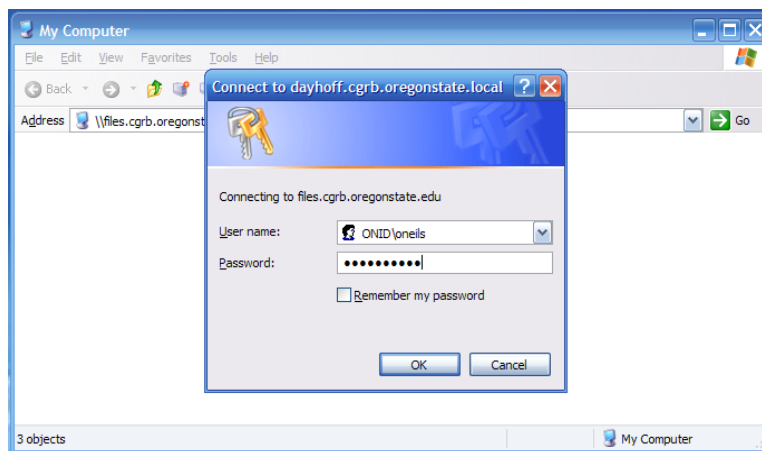 My Computer
File Edit View Favorites Tools Help
Back
Connect to dayhoff.cgrb.oregonstate.local
Address \\files.cgrb.oregonst
Go
Connecting to files.cgrb.oregonstate.edu
User name: ONID\oneils
Password: ••••••••••
Remember my password
OK Cancel
3 objects My Computer